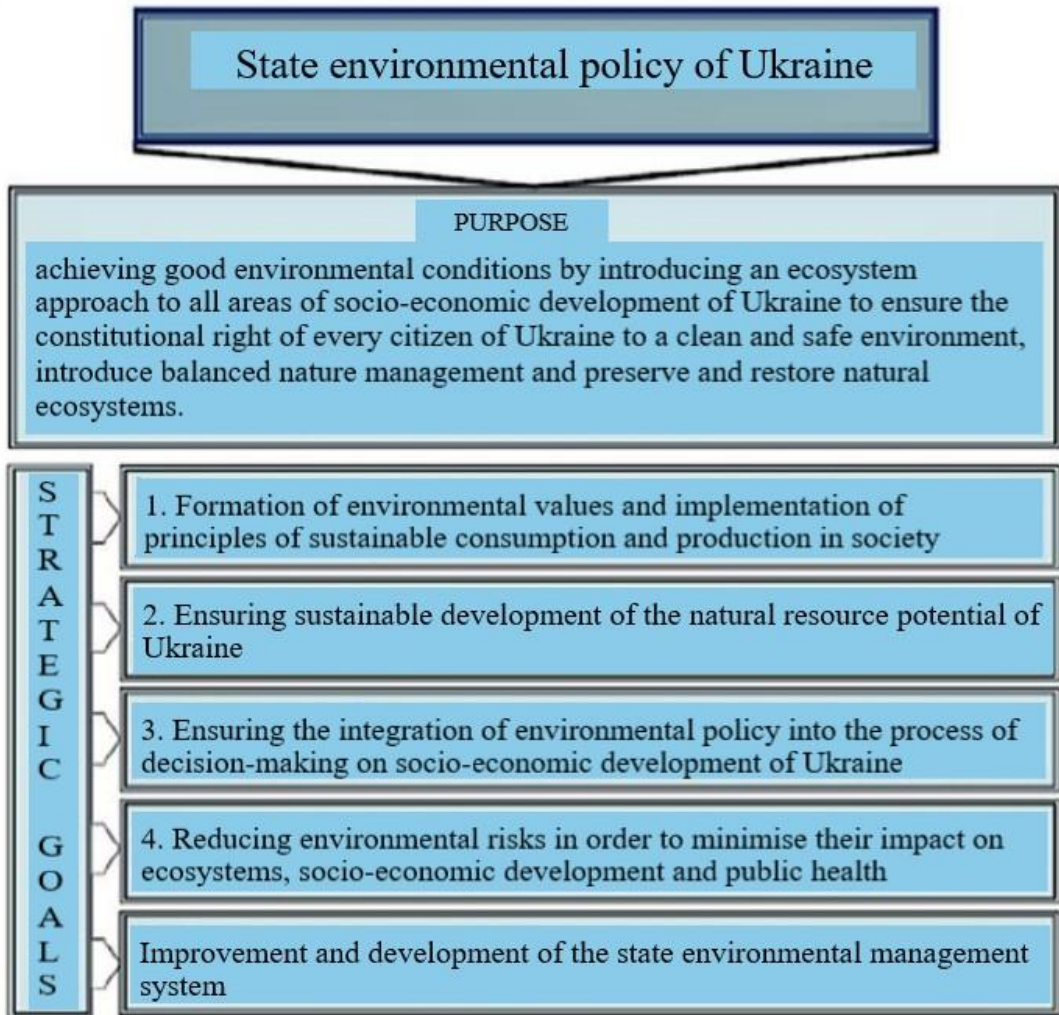 State environmental policy of Ukraine
PURPOSE
achieving good environmental conditions by introducing an ecosystem
approach to all areas of socio-economic development of Ukraine to ensure the
constitutional right of every citizen of Ukraine to a clean and safe environment,
introduce balanced nature management and preserve and restore natural
ecosystems.
STRATEGIC GOALS
1. Formation of environmental values and implementation of
principles of sustainable consumption and production in society
2. Ensuring sustainable development of the natural resource potential of
Ukraine
3. Ensuring the integration of environmental policy into the process of
decision-making on socio-economic development of Ukraine
4. Reducing environmental risks in order to minimise their impact on
ecosystems, socio-economic development and public health
Improvement and development of the state environmental management
system